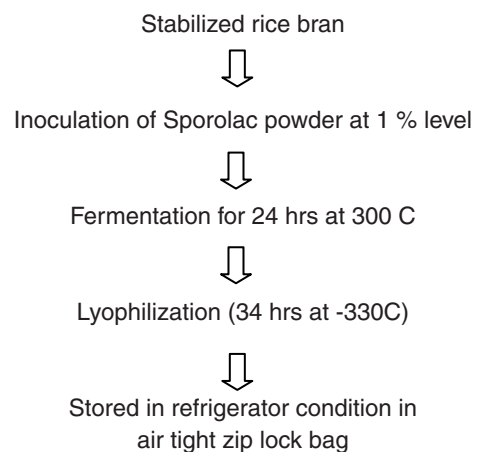 Stabilized rice bran
Inoculation of Sporolac powder at 1 % level
Fermentation for 24 hrs at 300 C
Lyophilization (34 hrs at -330C)
Stored in refrigerator condition in
air tight zip lock bag